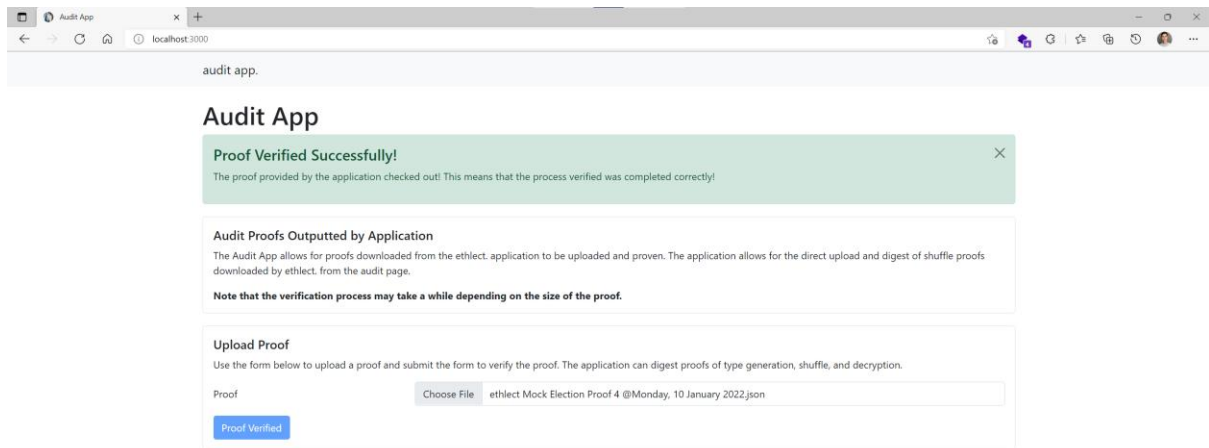 Audit App
localhost:3000
audit app.
Audit App
Proof Verified Successfully!
The proof provided by the application checked out! This means that the process verified was completed correctly!
Audit Proofs Outputted by Application
The Audit App allows for proofs downloaded from the ethlect. application to be uploaded and proven. The application allows for the direct upload and digest of shuffle proofs
downloaded by ethlect. from the audit page.
Note that the verification process may take a while depending on the size of the proof.
Upload Proof
Use the form below to upload a proof and submit the form to verify the proof. The application can digest proofs of type generation, shuffle, and decryption.
Proof Choose File ethlect Mock Election Proof 4 @Monday, 10 January 2022.json
Proof Verified